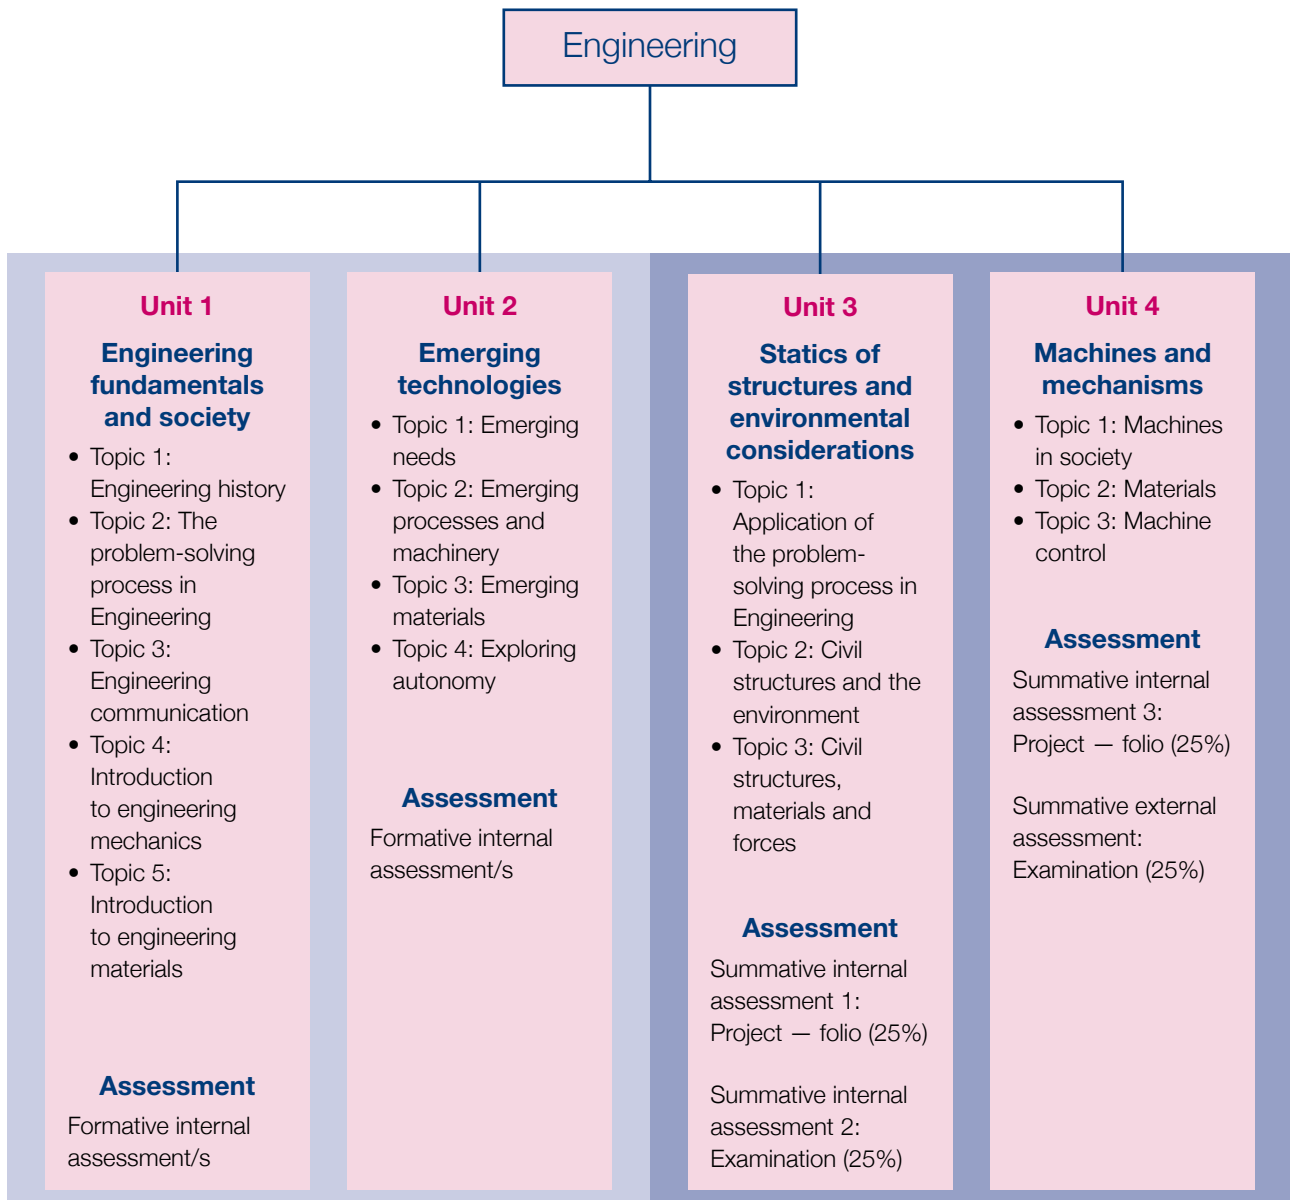 Engineering
Unit 1
Engineering
fundamentals
and society
• Topic 1:
Engineering history
• Topic 2: The
problem-solving
process in
Engineering
• Topic 3:
Engineering
communication
• Topic 4:
Introduction
to engineering
mechanics
• Topic 5:
Introduction
to engineering
materials
Assessment
Formative internal
assessment/s
Unit 2
Emerging
technologies
• Topic 1: Emerging
needs
• Topic 2: Emerging
processes and
machinery
• Topic 3: Emerging
materials
• Topic 4: Exploring
autonomy
Assessment
Formative internal
assessment/s
Unit 3
Statics of
structures and
environmental
considerations
• Topic 1:
Application of
the problem-
solving process in
Engineering
• Topic 2: Civil
structures and the
environment
• Topic 3: Civil
structures,
materials and
forces
Assessment
Summative internal
assessment 1:
Project — folio (25%)
Summative internal
assessment 2:
Examination (25%)
Unit 4
Machines and
mechanisms
• Topic 1: Machines
in society
• Topic 2: Materials
• Topic 3: Machine
control
Assessment
Summative internal
assessment 3:
Project — folio (25%)
Summative external
assessment:
Examination (25%)